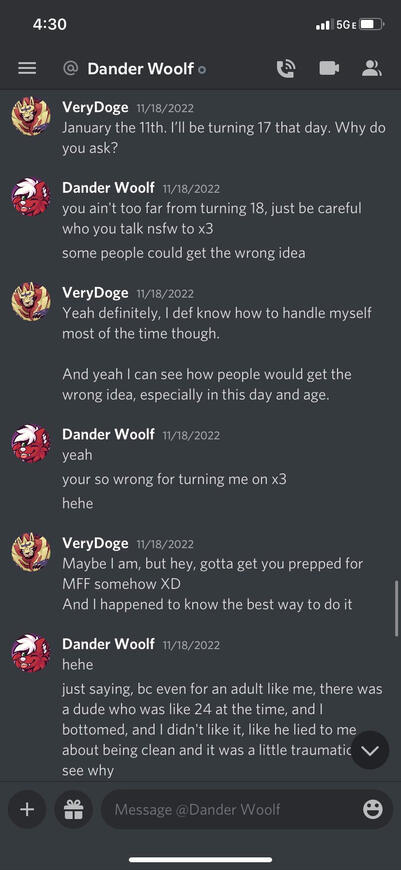 4:30
5GE
@ Dander Woolf
VeryDoge 11/18/2022
January the 11th. I'll be turning 17 that day. Why do
you ask?
Dander Woolf 11/18/2022
you ain't too far from turning 18, just be careful
who you talk nsfw to x3
some people could get the wrong idea
VeryDoge 11/18/2022
Yeah definitely, I def know how to handle myself
most of the time though.
And yeah I can see how people would get the
wrong idea, especially in this day and age.
Dander Woolf 11/18/2022
yeah
your so wrong for turning me on x3
hehe
VeryDoge 11/18/2022
Maybe I am, but hey, gotta get you prepped for
MFF somehow XD
And I happened to know the best way to do it
Dander Woolf 11/18/2022
hehe
just saying, bc even for an adult like me, there was
a dude who was like 24 at the time, and I
bottomed, and I didn't like it, like he lied to me
about being clean and it was a little traumatic
see why
Message @Dander Woolf